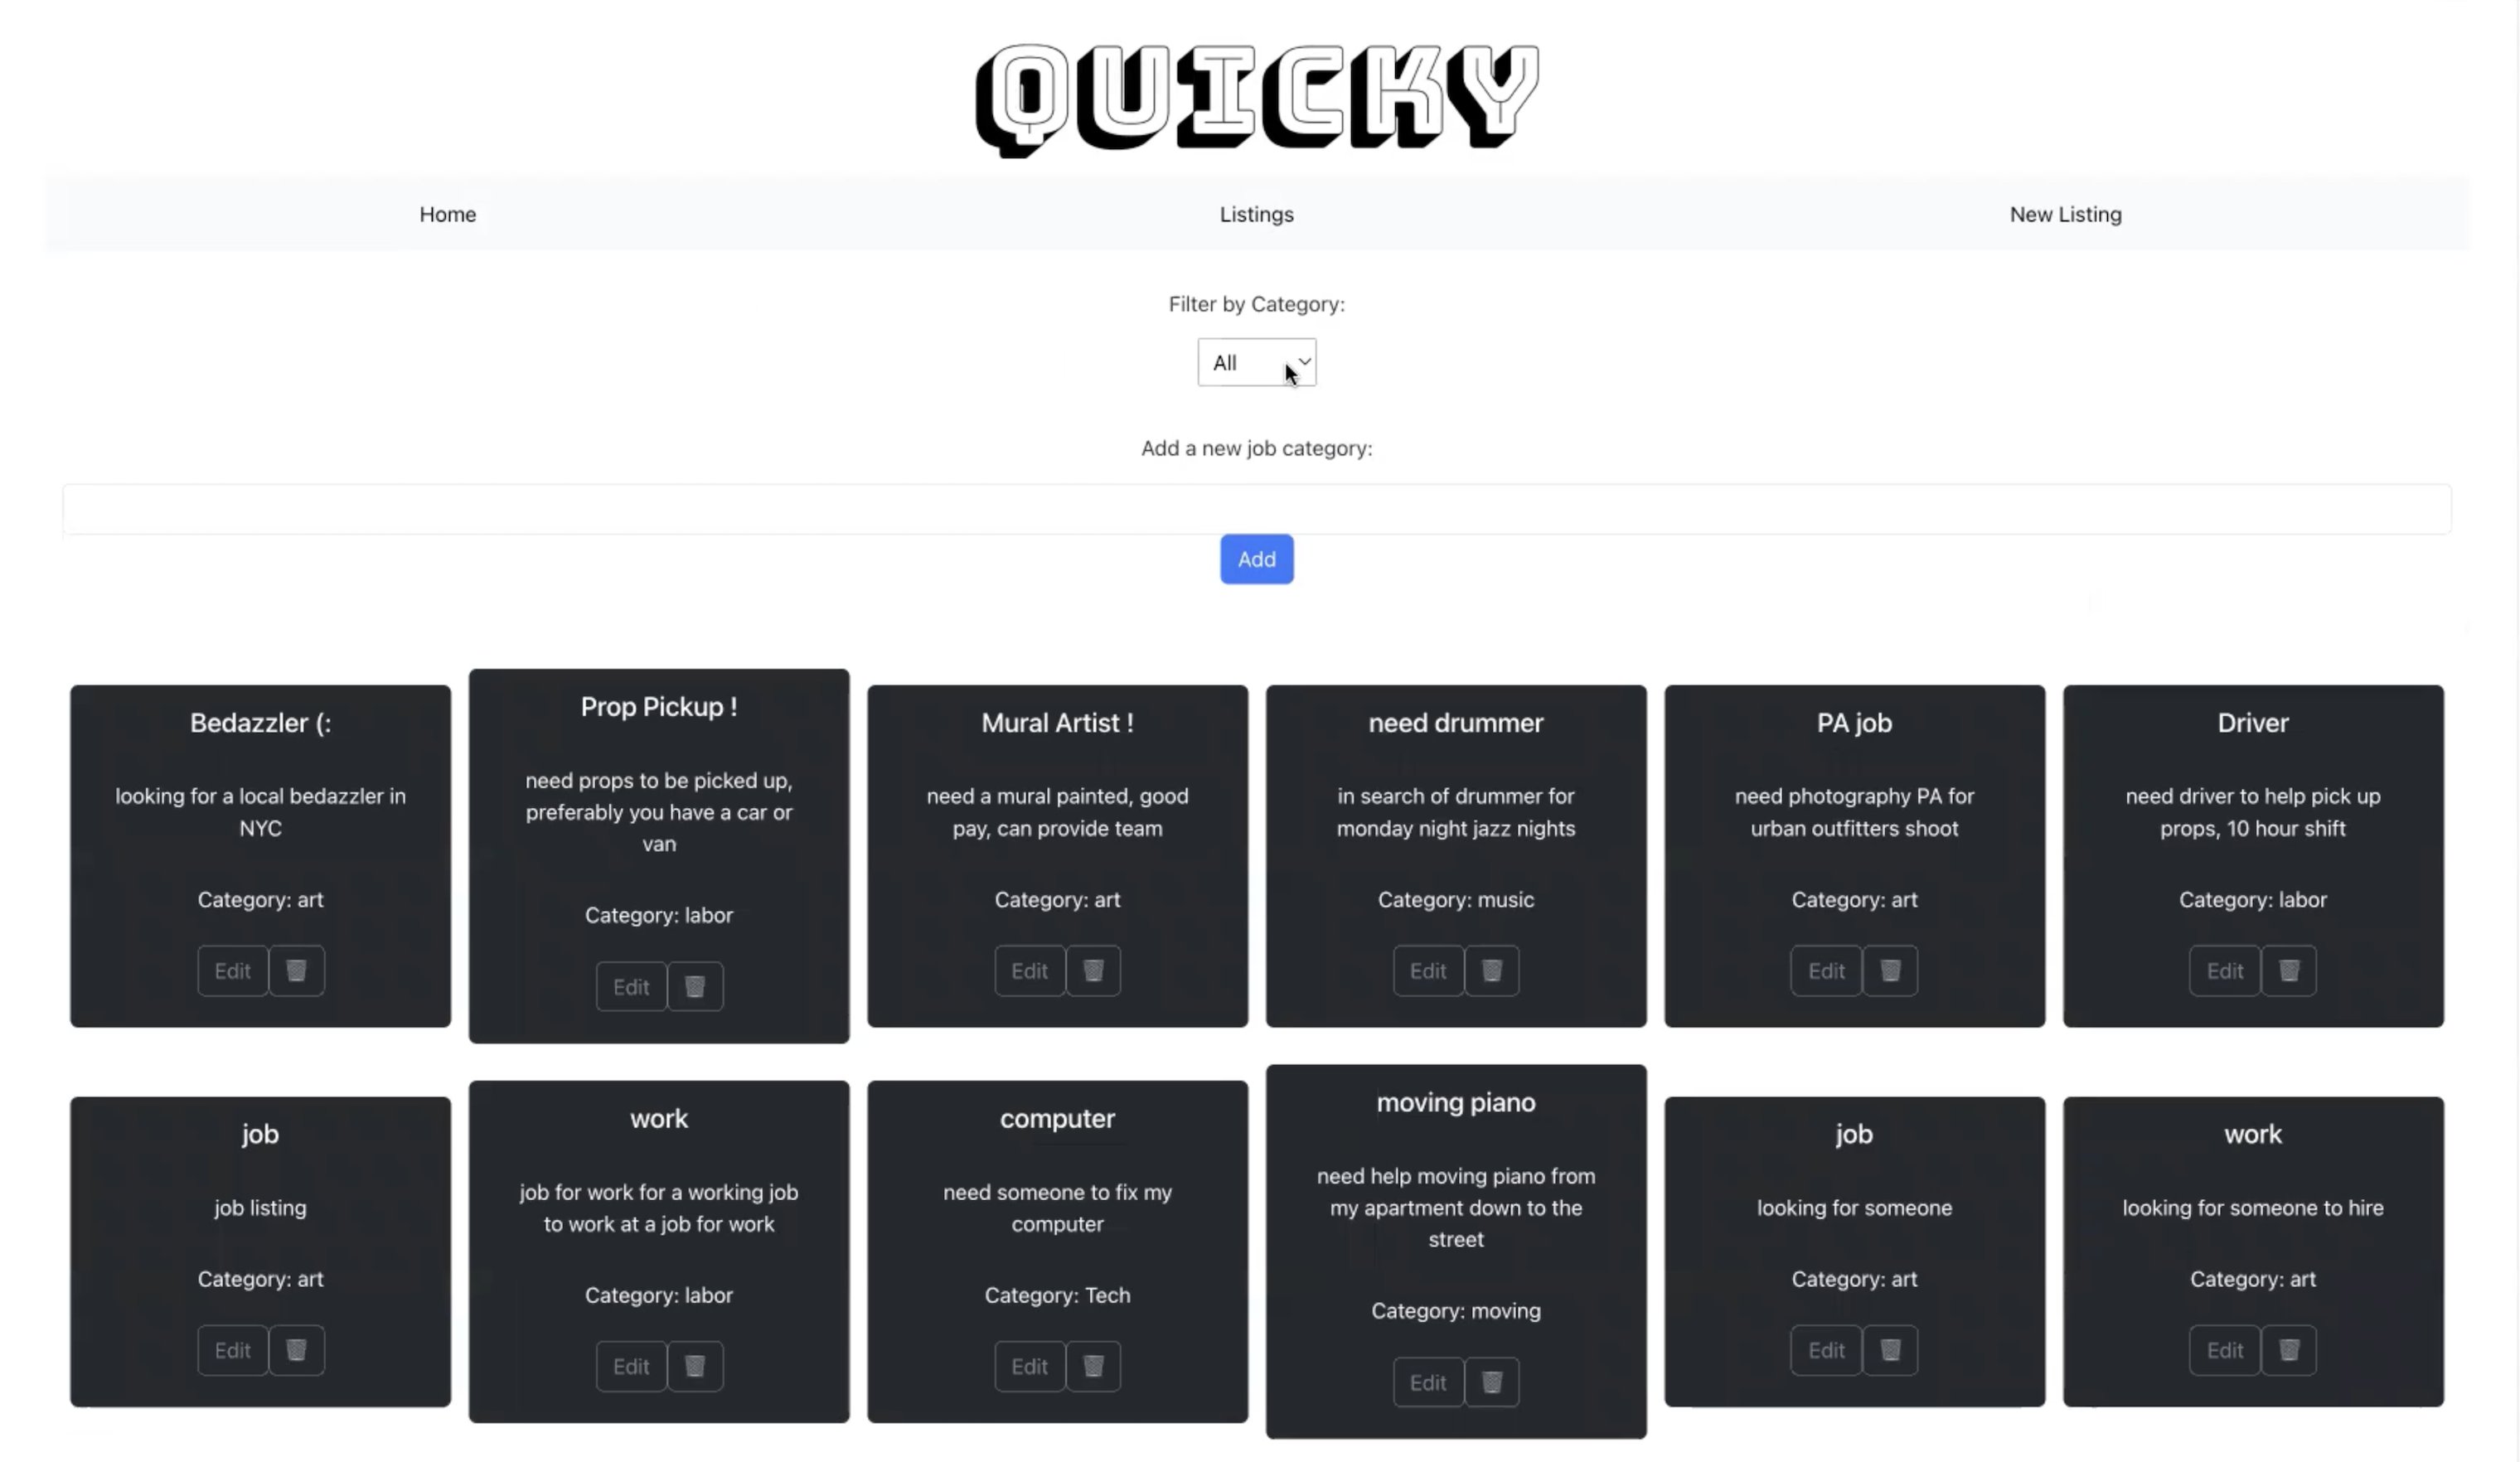 QUICKY
Home
Listings
New Listing
Filter by Category:
All
Add a new job category:
Add
Bedazzler (:
looking for a local bedazzler in
NYC
Category: art
Edit
Prop Pickup !
need props to be picked up,
preferably you have a car or
van
Category: labor
Edit
Mural Artist !
need a mural painted, good
pay, can provide team
Category: art
Edit
need drummer
in search of drummer for
monday night jazz nights
Category: music
Edit
PA job
need photography PA for
urban outfitters shoot
Category: art
Edit
Driver
need driver to help pick up
props, 10 hour shift
Category: labor
Edit
job
job listing
Category: art
Edit
work
job for work for a working job
to work at a job for work
Category: labor
Edit
computer
need someone to fix my
computer
Category: Tech
Edit
moving piano
need help moving piano from
my apartment down to the
street
Category: moving
Edit
job
looking for someone
Category: art
Edit
work
looking for someone to hire
Category: art
Edit